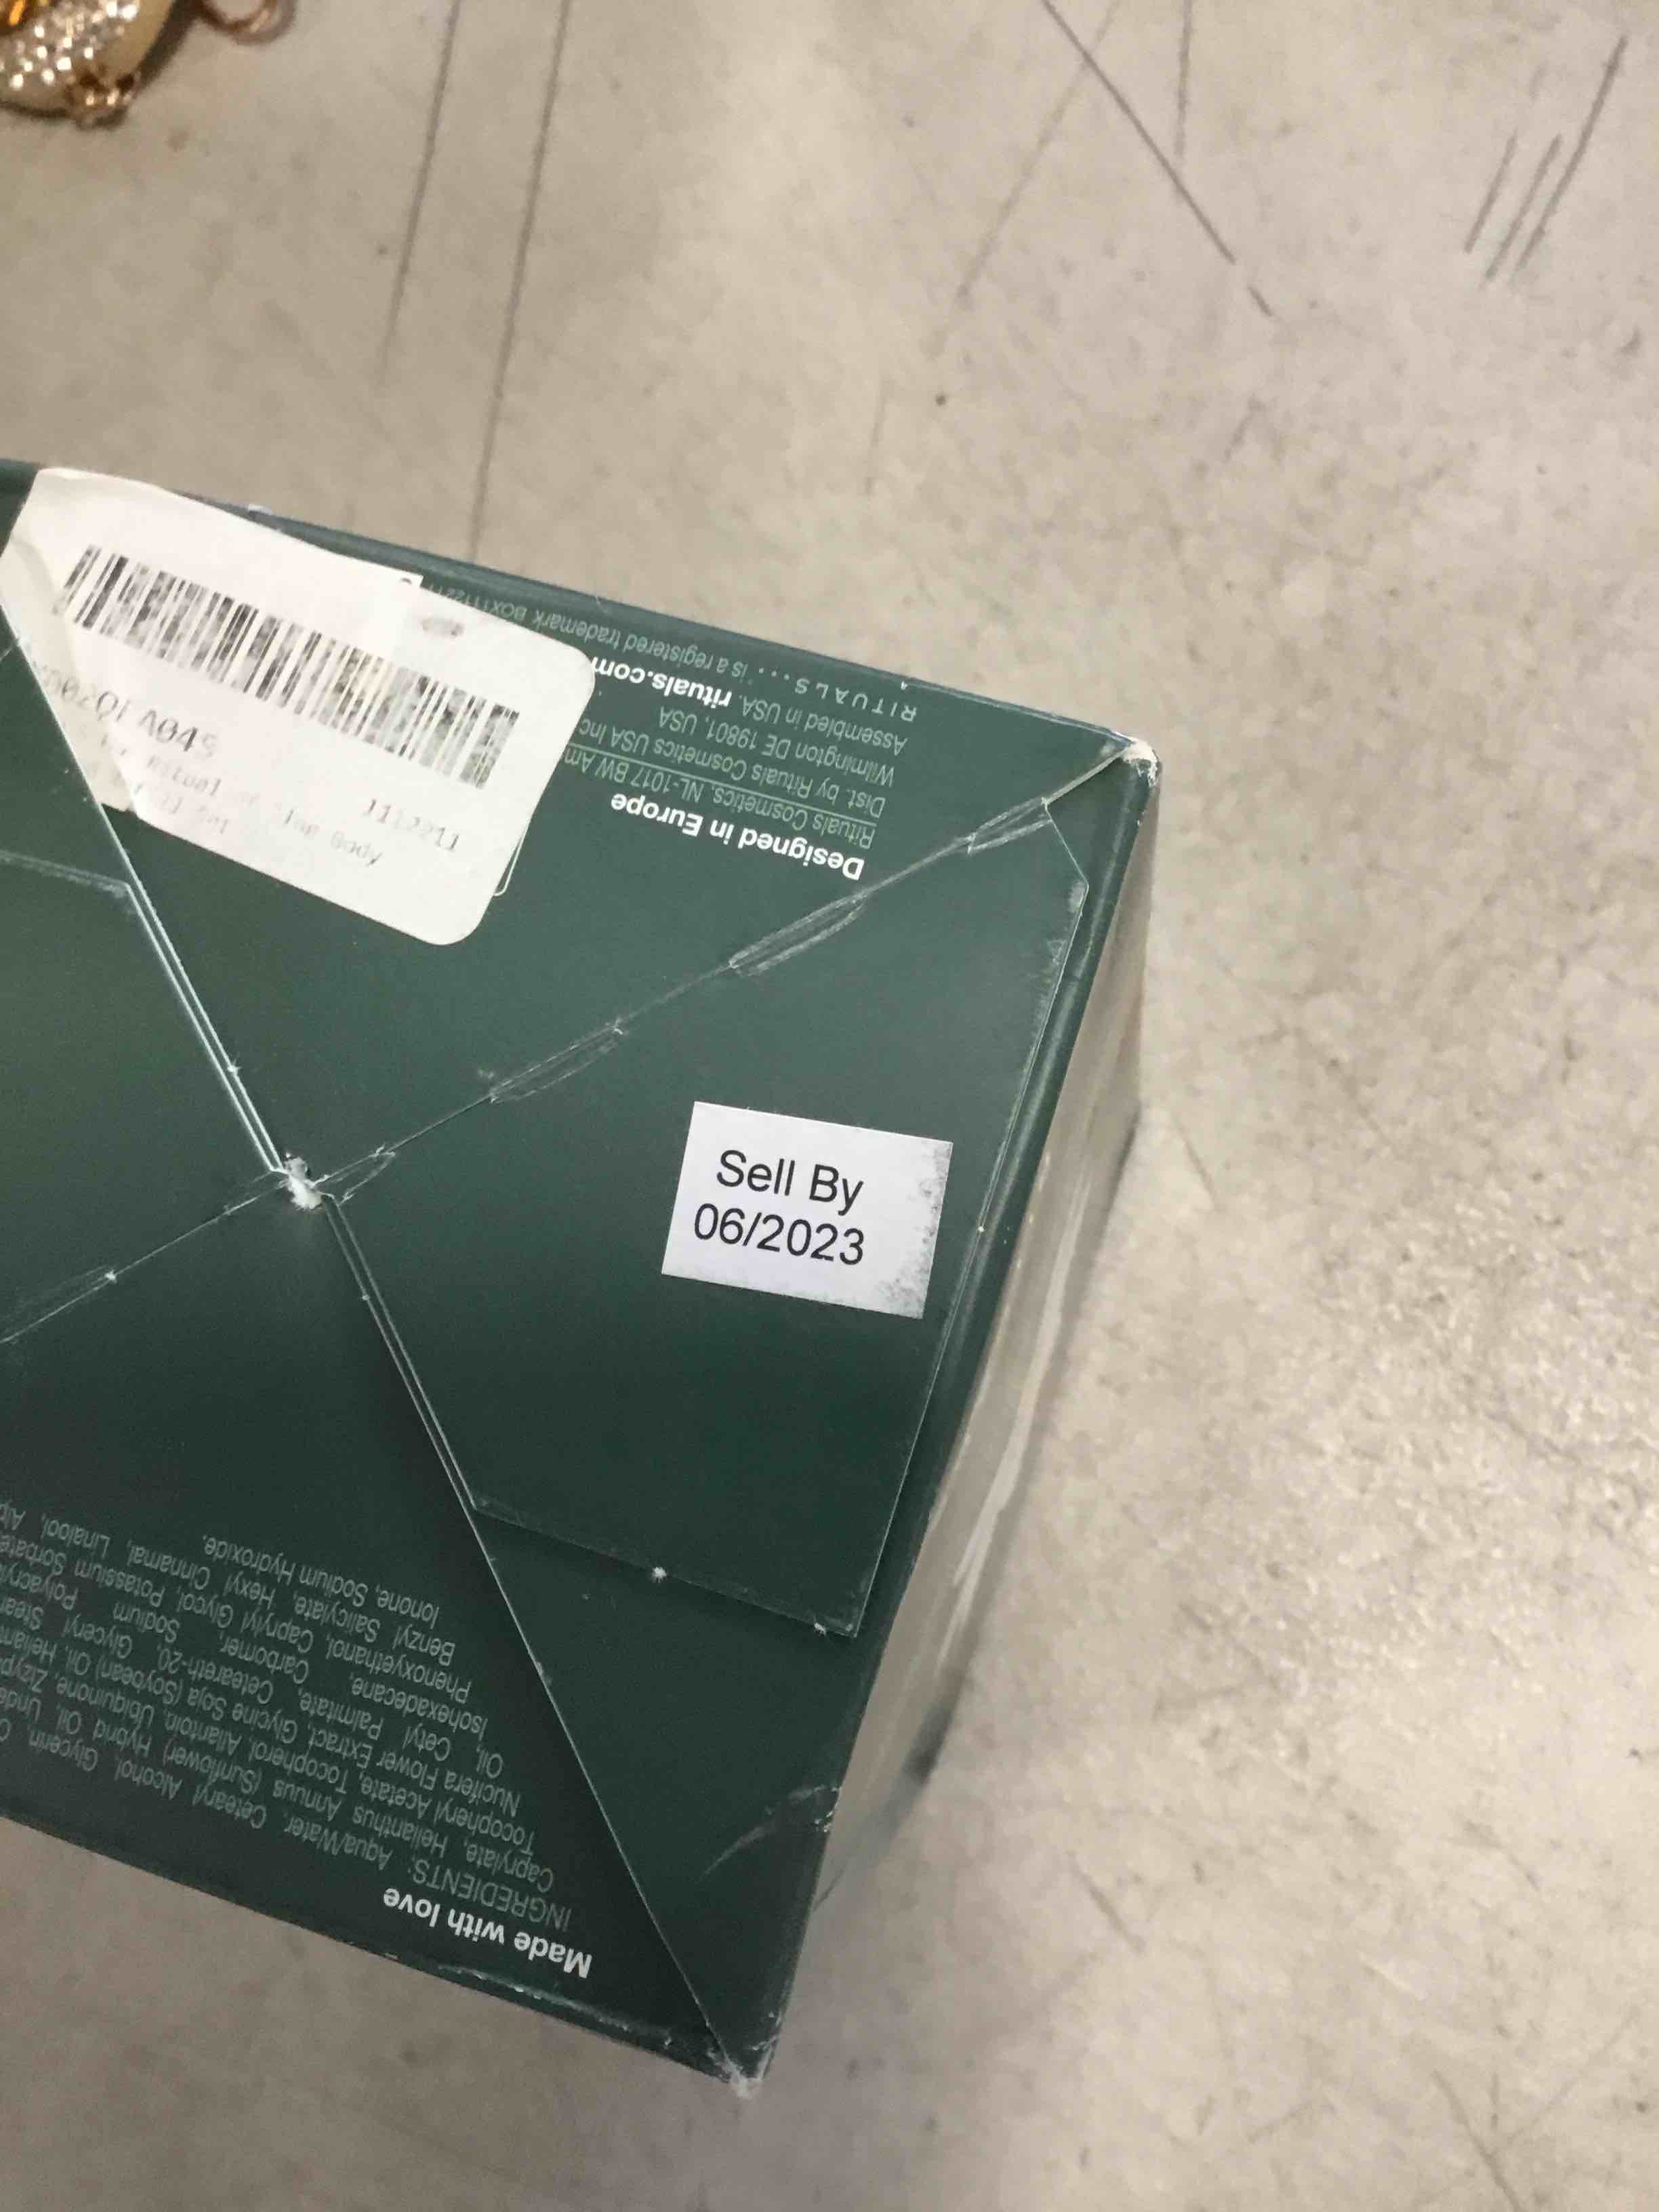 A04S
1112211
Body
Sell By
06/2023
Designed in Europe
Rituals Cosmetics, NL-1017 BW Am
Dist. by Rituals Cosmetics USA Inc
Wilmington DE 19801, USA
Assembled in USA. rituals.com
RITUALS... is a registered trademark
Made with love
INGREDIENTS: Aqua/Water, Cetearyl Alcohol, Glycerin,
Caprylate, Helianthus Annuus (Sunflower) Hybrid Oil,
Tocopheryl Acetate, Tocopherol, Allantoin, Ubiquinone,
Nucifera Flower Extract, Glycine Soja (Soybean) Oil,
Oil, Cetyl Palmitate, Ceteareth-20, Glyceryl
Isohexadecane, Carbomer, Sodium
Phenoxyethanol, Caprylyl Glycol, Potassium
Benzyl Salicylate, Hexyl Cinnamal, Linalool,
Ionone, Sodium Hydroxide.